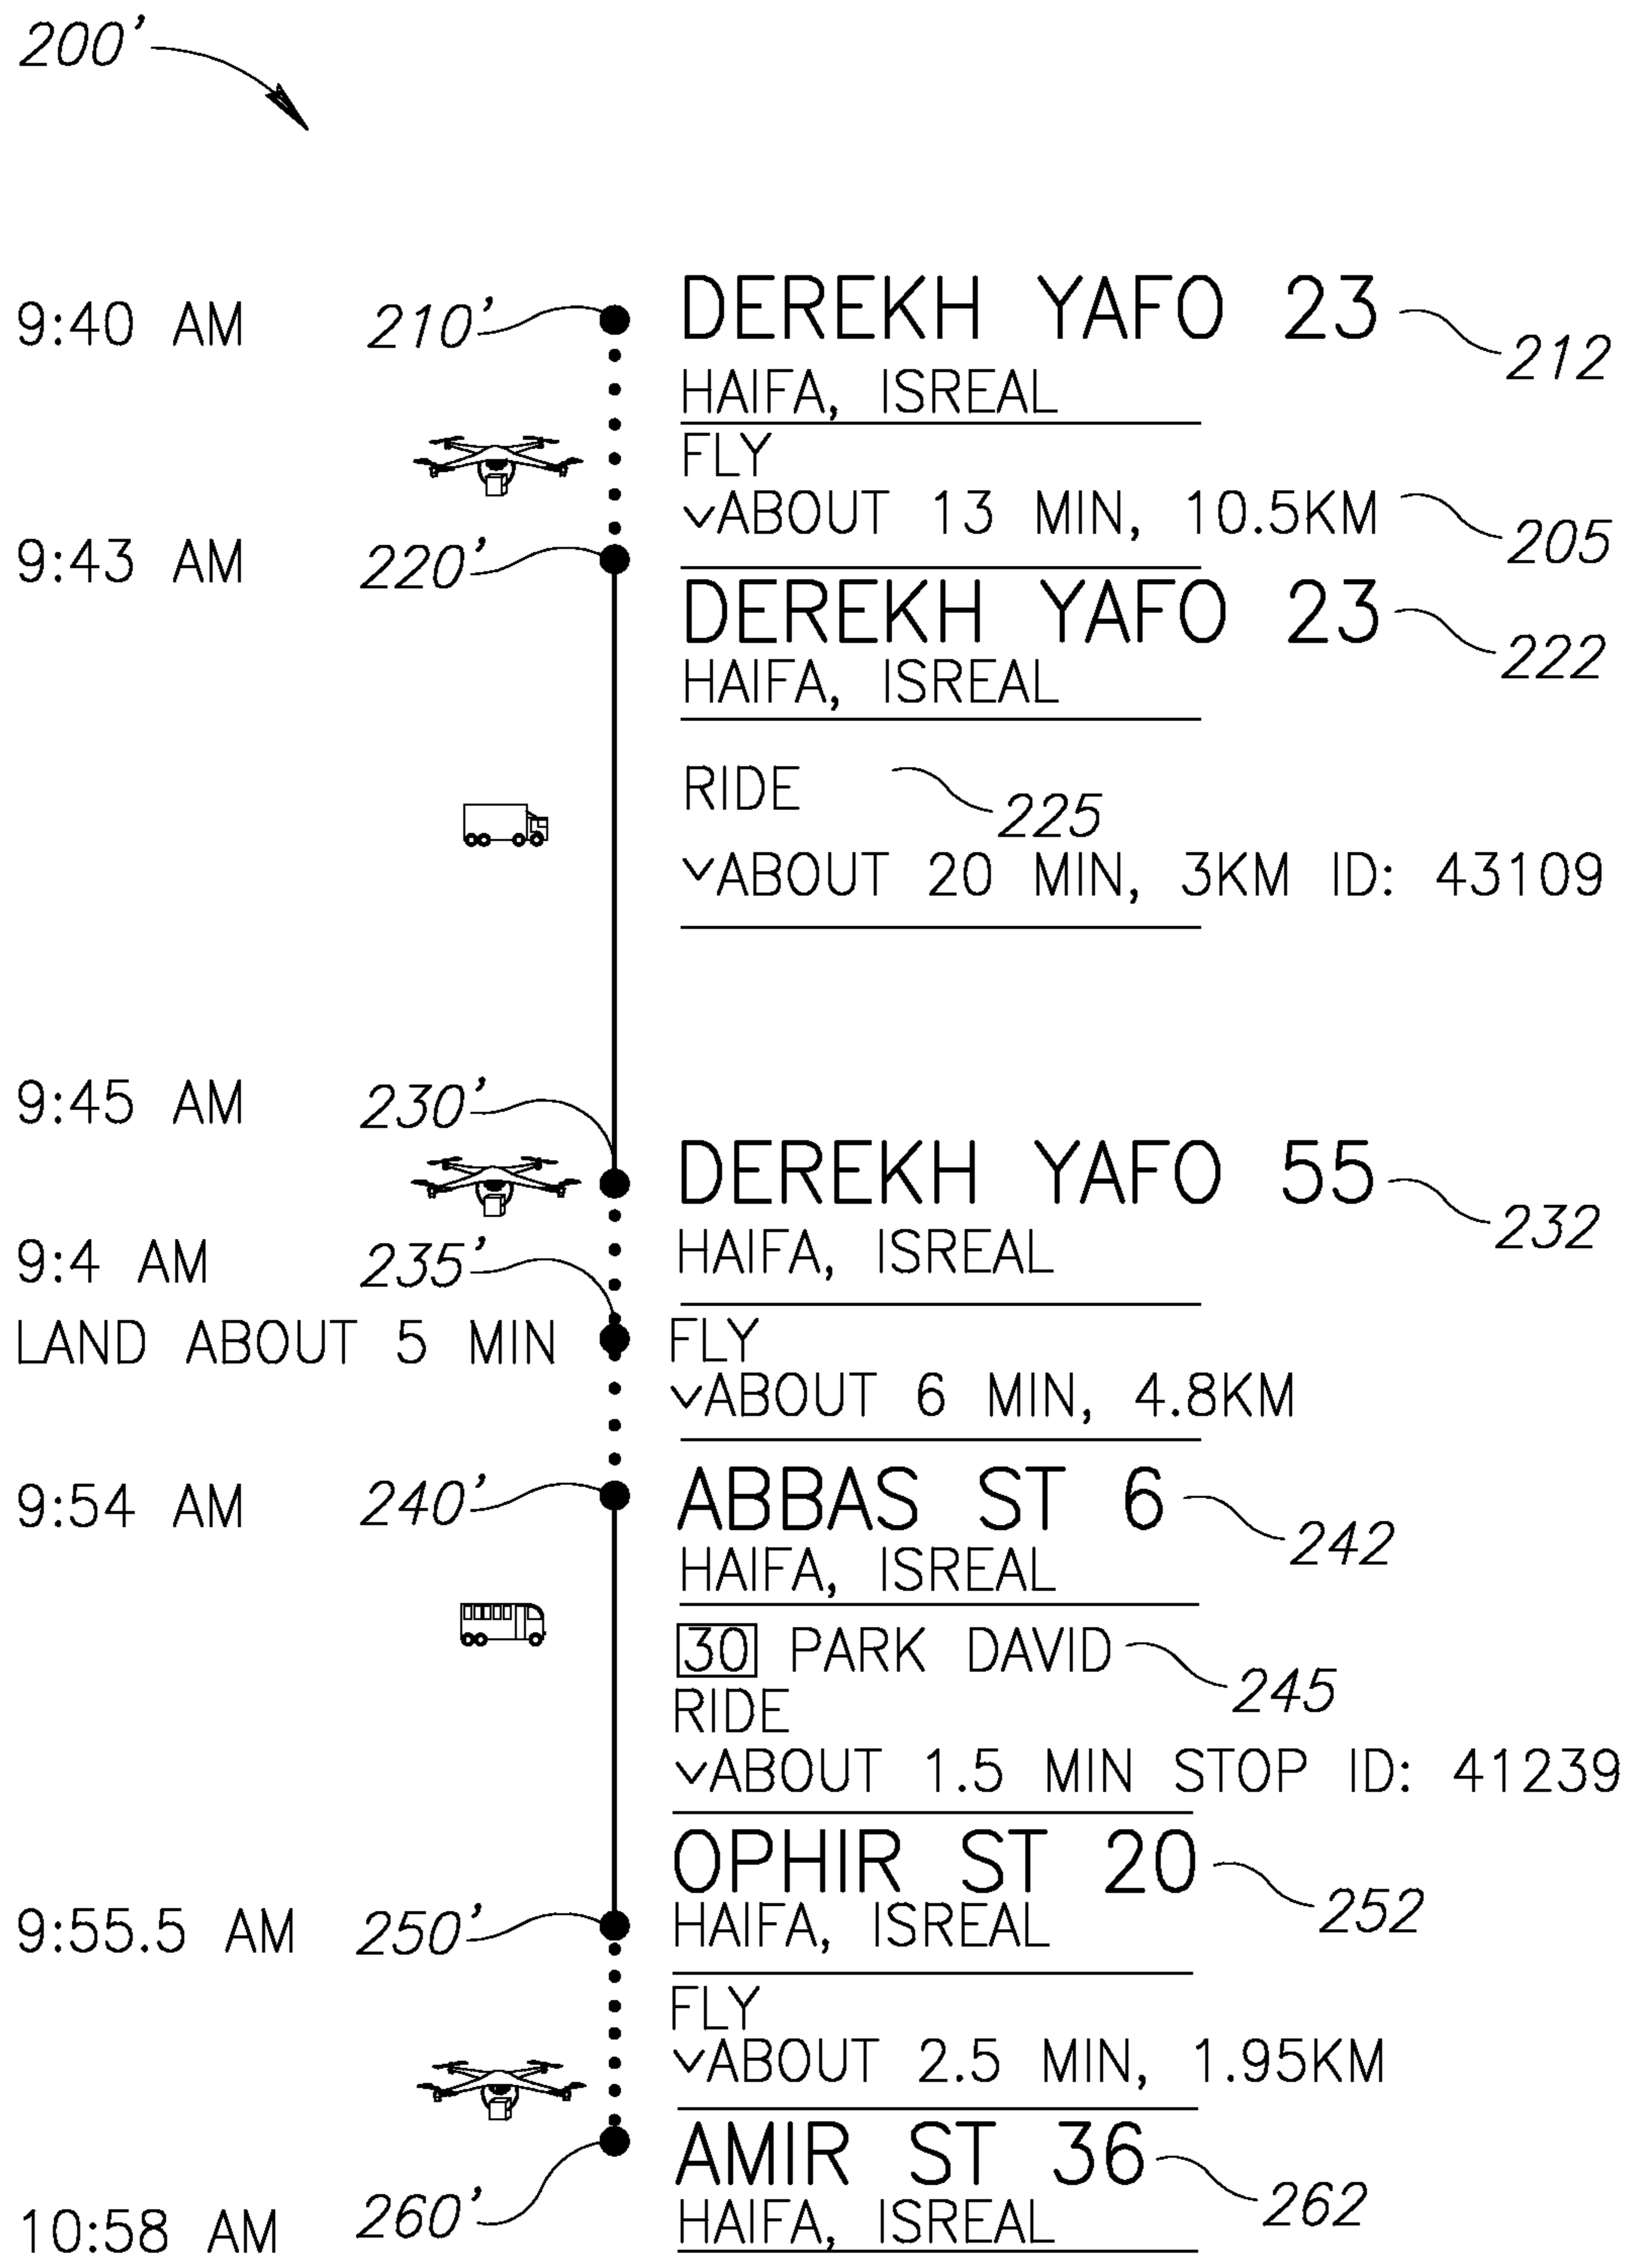 200'
9:40 AM 210' DEREKH YAFO 23 212
HAIFA, ISREAL
FLY
˅ABOUT 13 MIN, 10.5KM 205
9:43 AM 220'
DEREKH YAFO 23 222
HAIFA, ISREAL
RIDE 225
˅ABOUT 20 MIN, 3KM ID: 43109
9:45 AM 230'
DEREKH YAFO 55 232
9:4 AM 235' HAIFA, ISREAL
LAND ABOUT 5 MIN FLY
˅ABOUT 6 MIN, 4.8KM
9:54 AM 240' ABBAS ST 6 242
HAIFA, ISREAL
30 PARK DAVID 245
RIDE
˅ABOUT 1.5 MIN STOP ID: 41239
OPHIR ST 20 252
9:55.5 AM 250' HAIFA, ISREAL
FLY
˅ABOUT 2.5 MIN, 1.95KM
AMIR ST 36 262
10:58 AM 260' HAIFA, ISREAL